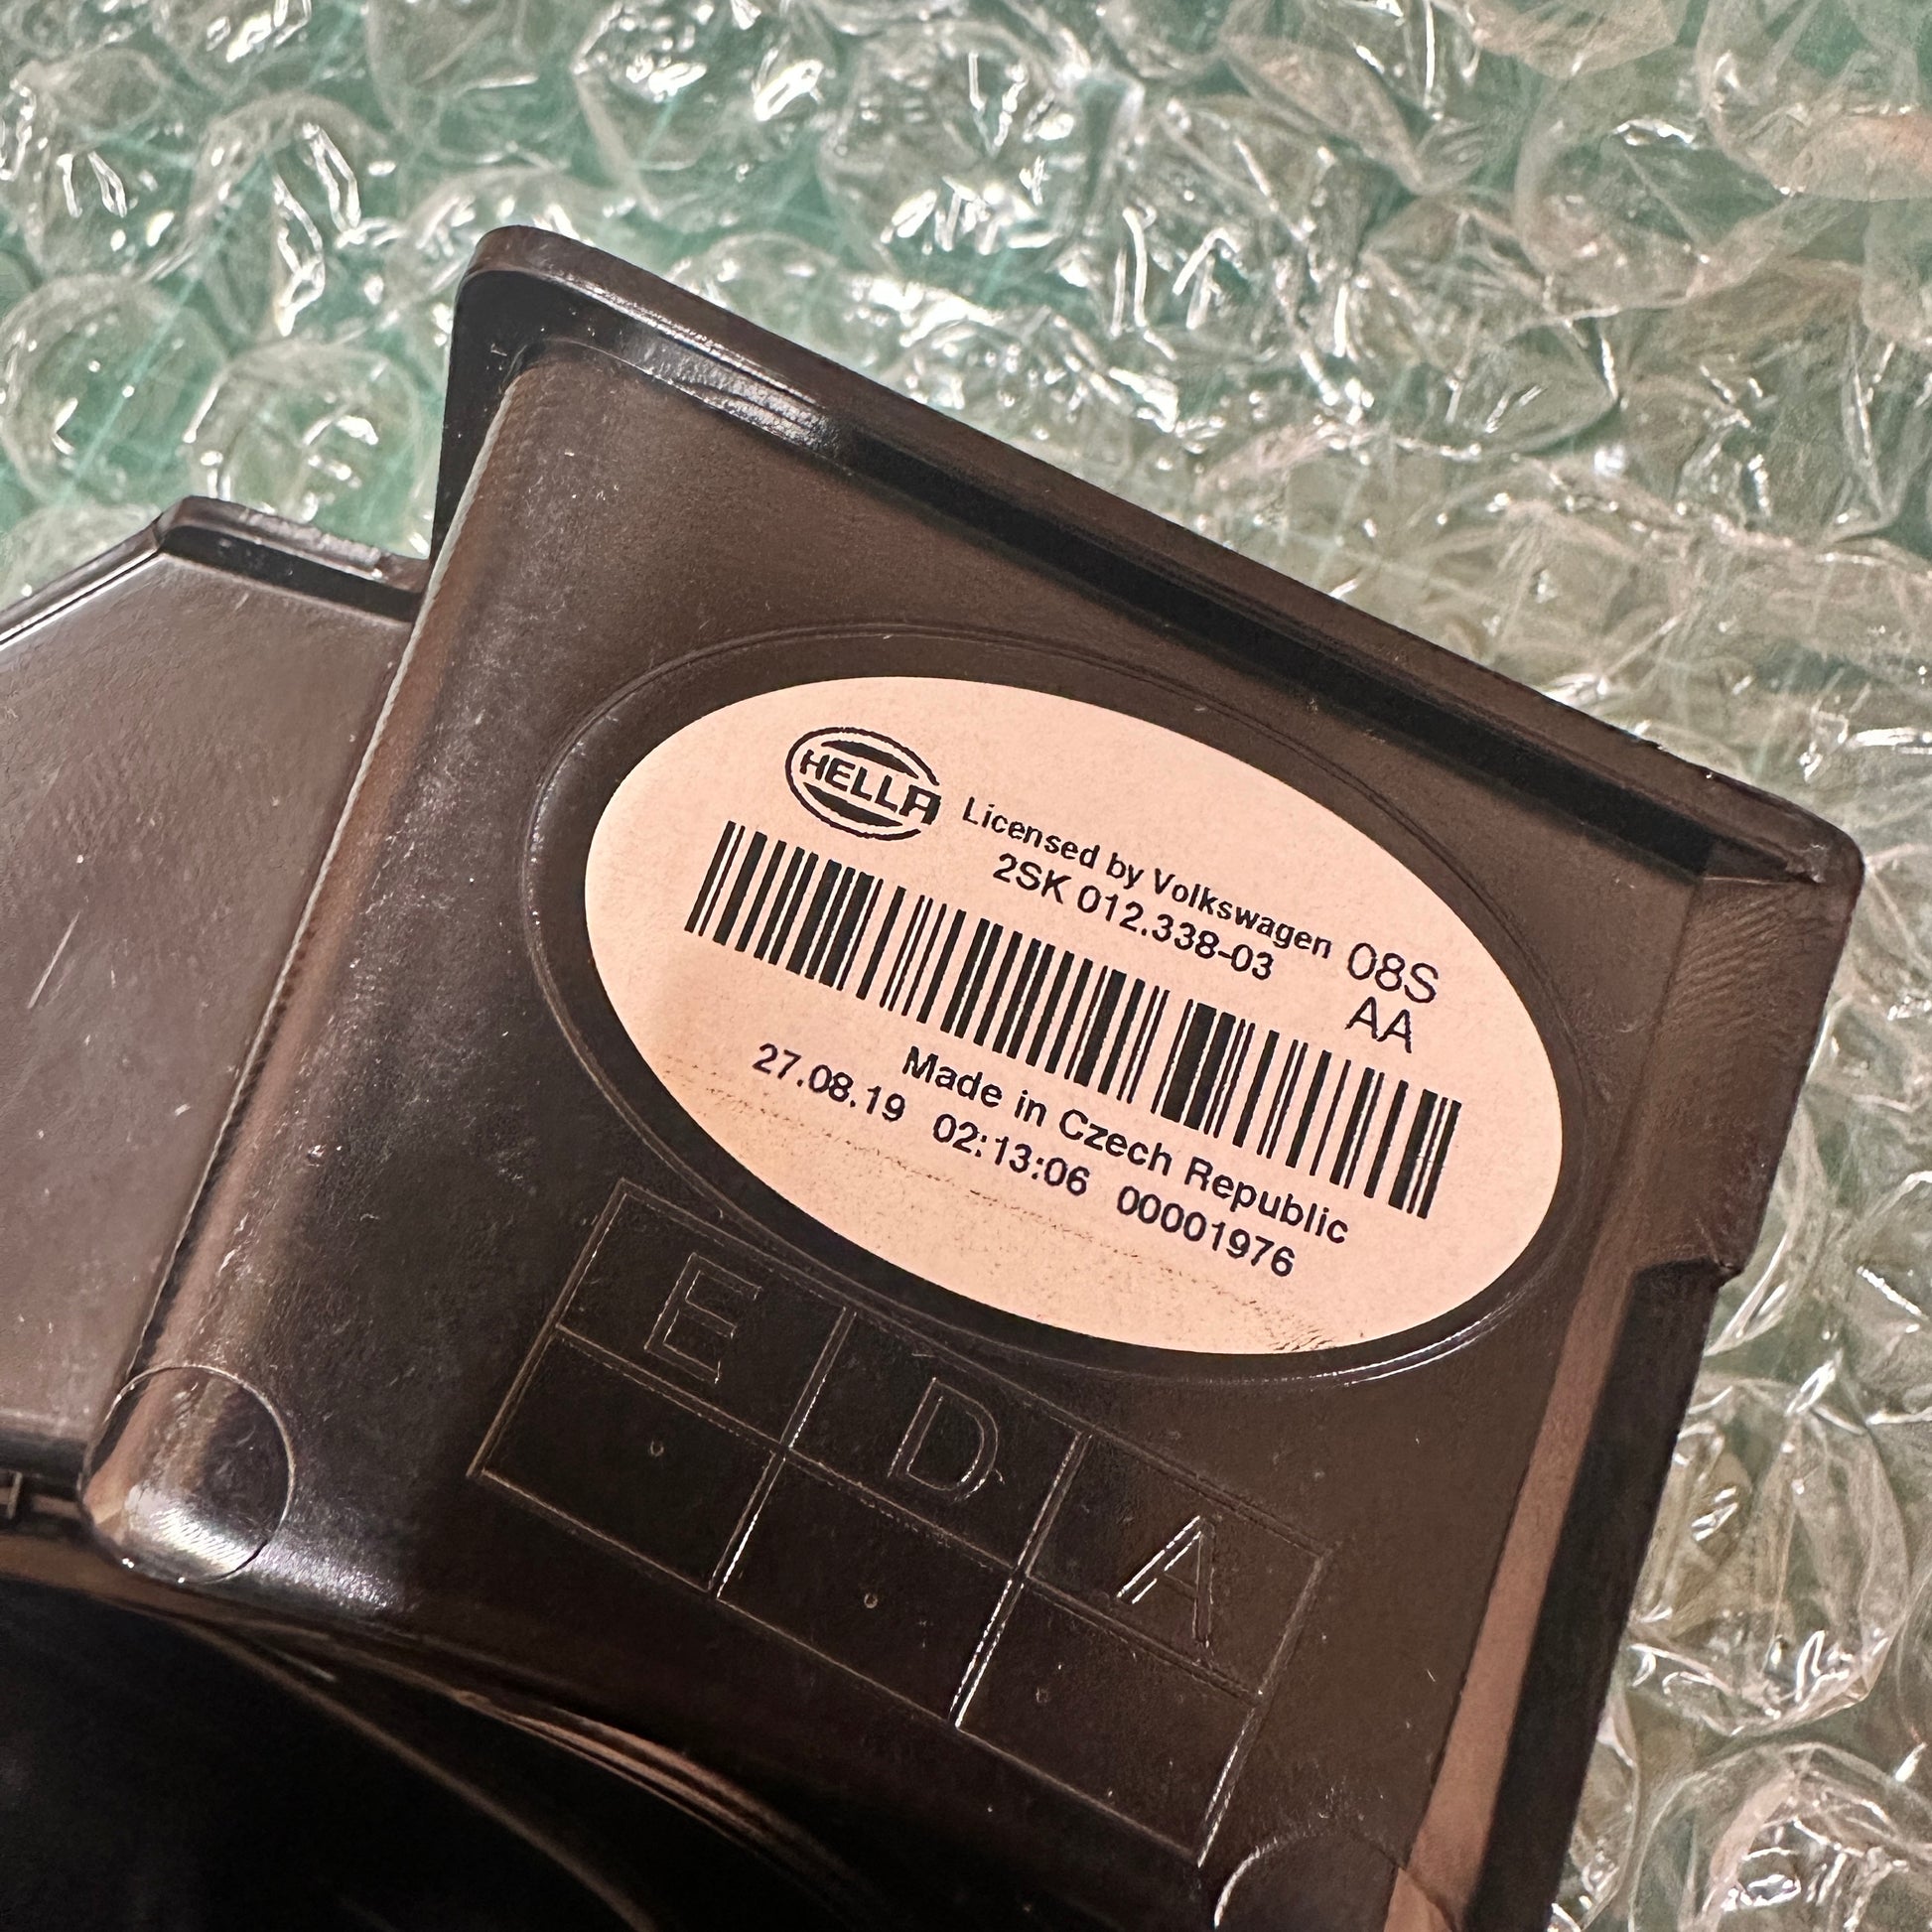 HELLA
Licensed by Volkswagen 08S
2SK 012.338-03 AA
Made in Czech Republic
27.08.19 02:13:06 00001976
E D A